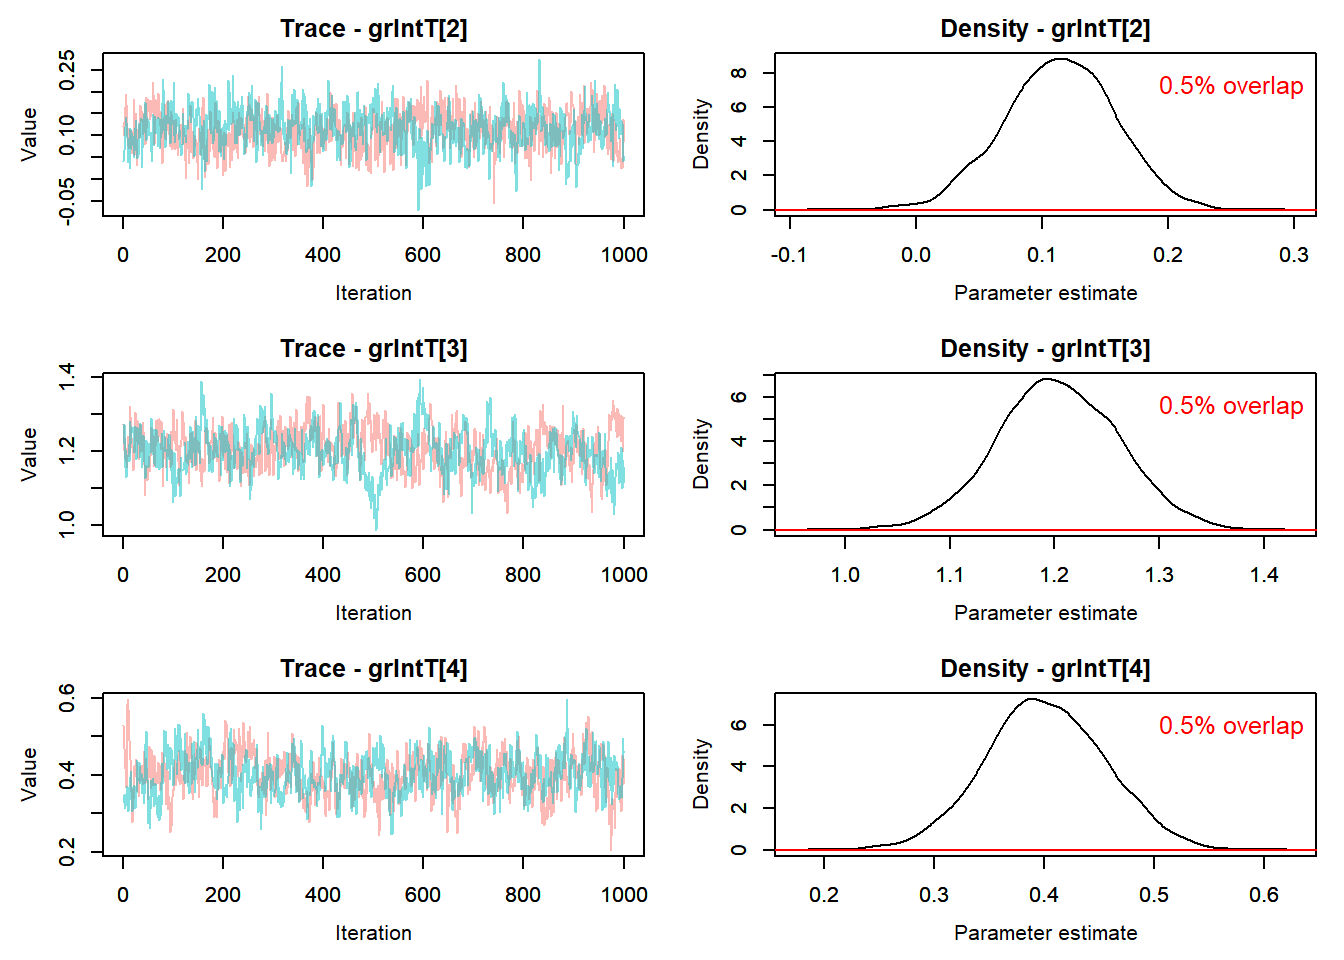 Trace - grIntT[2]
Value
-0.05 0.10 0.25
0 200 400 600 800 1000
Iteration
Density - grIntT[2]
0.5% overlap
Density
0 2 4 6 8
-0.1 0.0 0.1 0.2 0.3
Parameter estimate
Trace - grIntT[3]
Value
1.0 1.2 1.4
0 200 400 600 800 1000
Iteration
Density - grIntT[3]
0.5% overlap
Density
0 2 4 6
1.0 1.1 1.2 1.3 1.4
Parameter estimate
Trace - grIntT[4]
Value
0.2 0.4 0.6
0 200 400 600 800 1000
Iteration
Density - grIntT[4]
0.5% overlap
Density
0 2 4 6
0.2 0.3 0.4 0.5 0.6
Parameter estimate